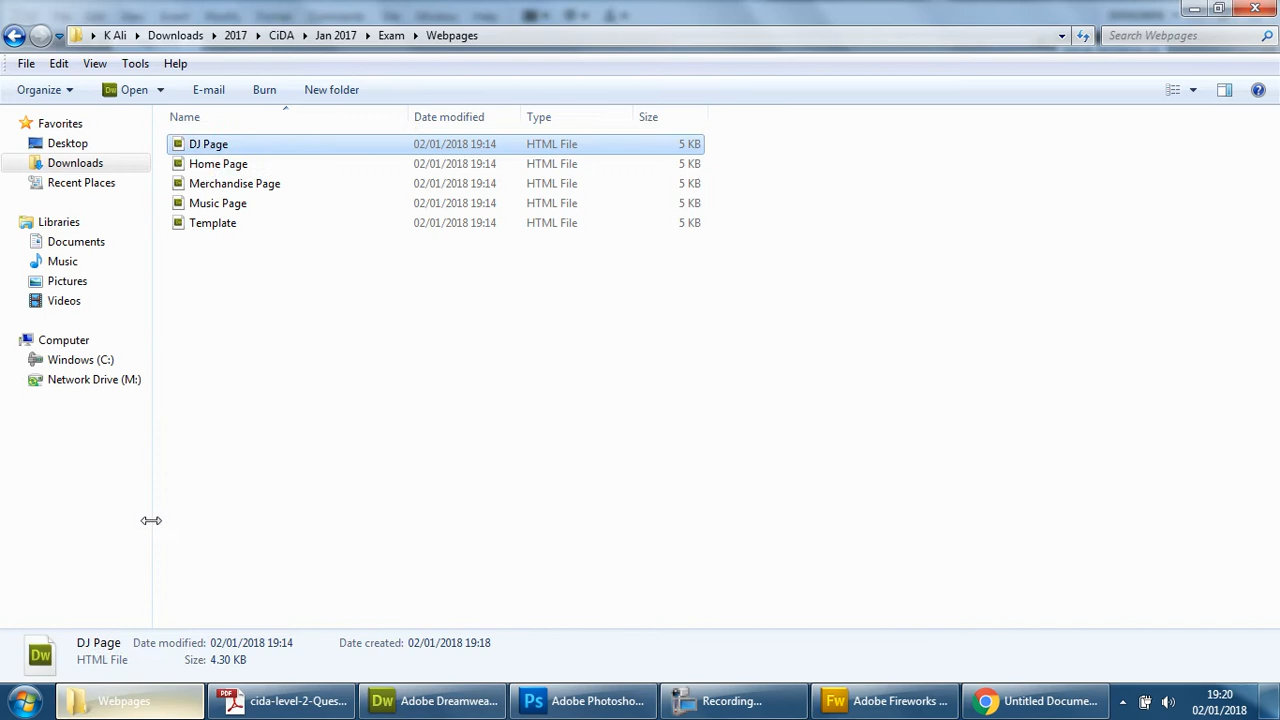 K Ali Downloads 2017 CiDA Jan 2017 Exam Webpages Search Webpages
File Edit View Tools Help
Organize Open E-mail Burn New folder
Name Date modified Type Size
Favorites
Desktop
Downloads
Recent Places
Libraries
Documents
Music
Pictures
Videos
Computer
Windows (C:)
Network Drive (M:)
DJ Page 02/01/2018 19:14 HTML File 5 KB
Home Page 02/01/2018 19:14 HTML File 5 KB
Merchandise Page 02/01/2018 19:14 HTML File 5 KB
Music Page 02/01/2018 19:14 HTML File 5 KB
Template 02/01/2018 19:14 HTML File 5 KB
Dw DJ Page Date modified: 02/01/2018 19:14 Date created: 02/01/2018 19:18
HTML File Size: 4.30 KB
Webpages PDF cida-level-2-Ques... Dw Adobe Dreamwea... Ps Adobe Photosho... Recording... Fw Adobe Fireworks ... Untitled Docume... 19:20
02/01/2018